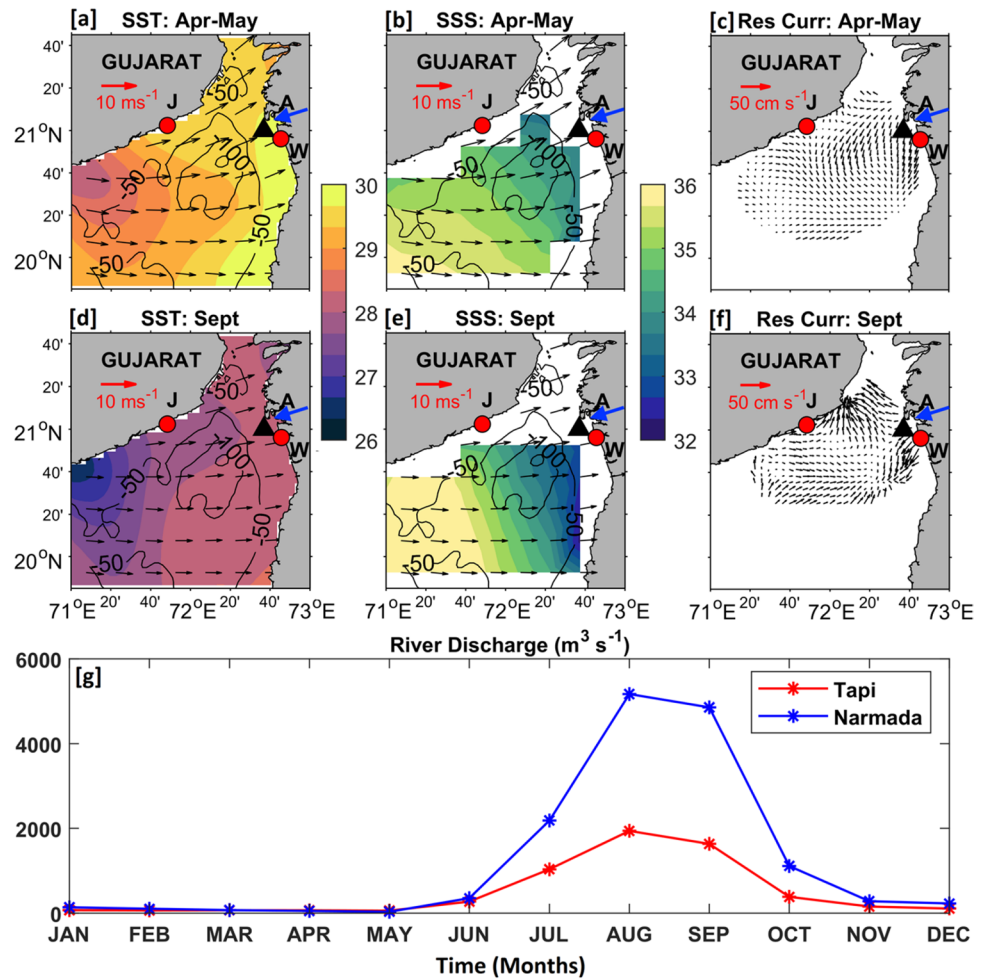 [a] SST: Apr-May
[b] SSS: Apr-May
[c] Res Curr: Apr-May
40'
20'
21°N
40'
20'
20°N
GUJARAT
10 ms⁻¹
J
A
W
-50
-100
-50
-50
-50
GUJARAT
10 ms⁻¹
J
A
W
-50
-100
-50
-50
-50
GUJARAT
50 cm s⁻¹
J
A
W
30
29
28
27
26
36
35
34
33
32
[d] SST: Sept
[e] SSS: Sept
[f] Res Curr: Sept
40'
20'
21°N
40'
20'
20°N
GUJARAT
10 ms⁻¹
J
A
W
-50
-100
-50
-50
-50
GUJARAT
10 ms⁻¹
J
A
W
-50
-100
-50
-50
-50
GUJARAT
50 cm s⁻¹
J
A
W
71°E 20' 40' 72°E 20' 40' 73°E
71°E 20' 40' 72°E 20' 40' 73°E
71°E 20' 40' 72°E 20' 40' 73°E
River Discharge (m³ s⁻¹)
[g]
Tapi
Narmada
6000
4000
2000
0
JAN FEB MAR APR MAY JUN JUL AUG SEP OCT NOV DEC
Time (Months)